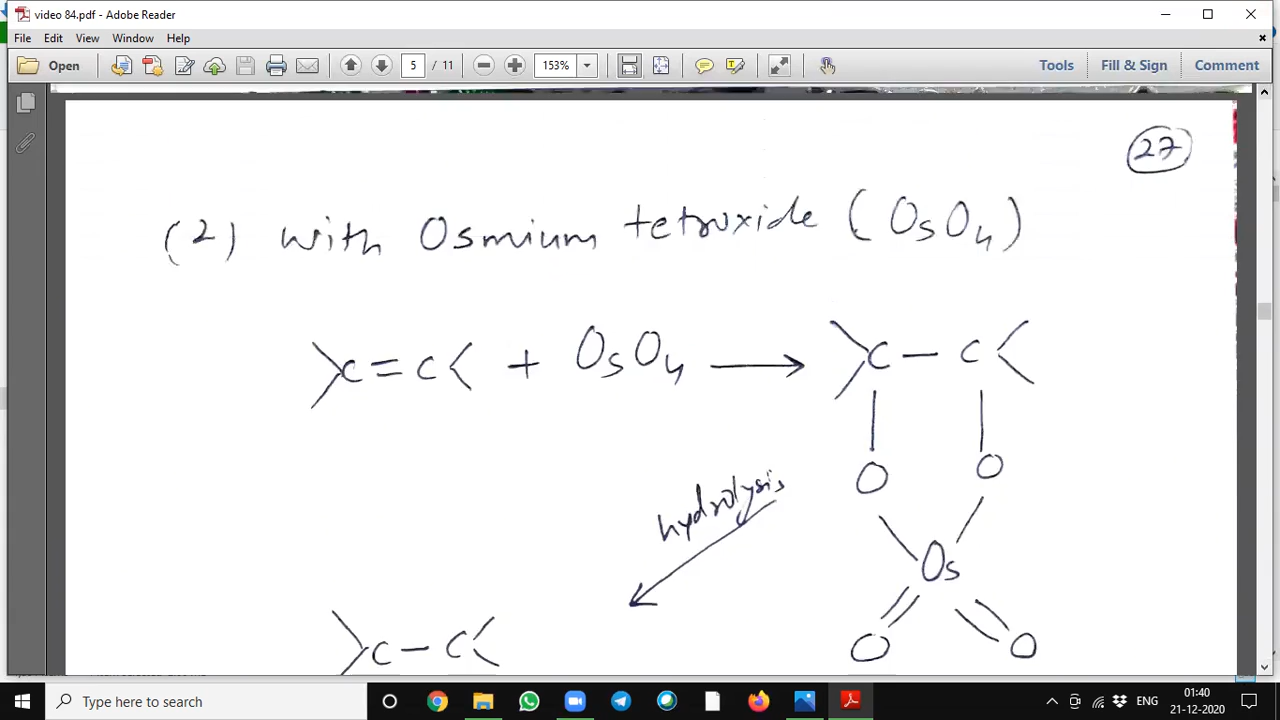 video 84.pdf - Adobe Reader
File Edit View Window Help
Open 5 / 11 153% Tools Fill & Sign Comment
27
(2) with Osmium tetroxide (OsO4)
>C=C< + OsO4 → >C-C<
O O
hydrolysis
Os
O O
>C-C<
Type here to search
ENG 01:40
21-12-2020